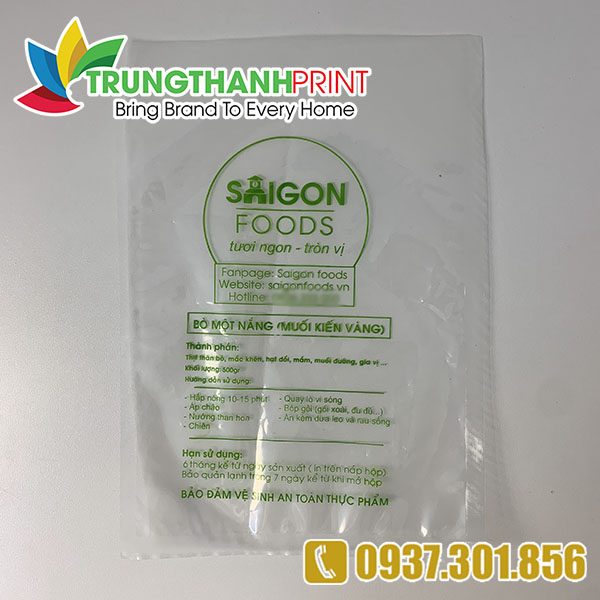 TRUNGTHANHPRINT
Bring Brand To Every Home
SAIGON
FOODS
tươi ngon - tròn vị
Fanpage: Saigon foods
Website: saigonfoods.vn
Hotline
BÒ MỘT NẮNG (MUỐI KIẾN VÀNG)
Thành phần:
Thịt thăn bò, mắc khén, hạt dổi, mắm, muối đường, gia vị ...
Khối lượng: 500gr
Hướng dẫn sử dụng:
- Hấp nóng 10-15 phút
- Áp chảo
- Nướng than hoa
- Chiên
- Quay lò vi sóng
- Bóp gỏi (gỏi xoài, đu đủ...)
- Ăn kèm dưa leo và rau sống
Hạn sử dụng:
6 tháng kể từ ngày sản xuất ( in trên nắp hộp)
Bảo quản lạnh trong 7 ngày kể từ khi mở hộp
BẢO ĐẢM VỆ SINH AN TOÀN THỰC PHẨM
0937.301.856